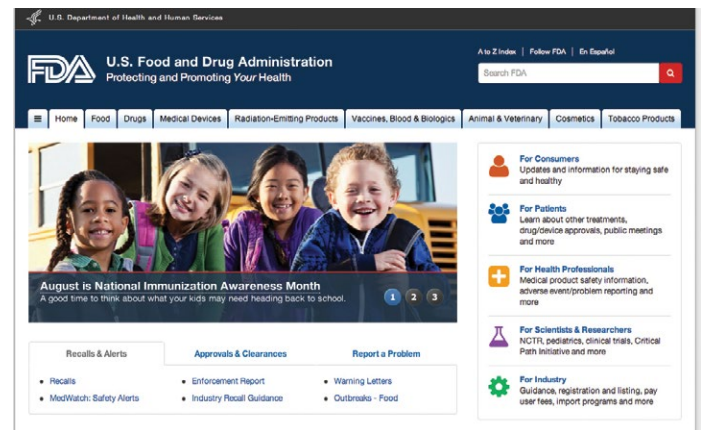 U.S. Department of Health and Human Services
A to Z Index | Follow FDA | En Español
FDA
U.S. Food and Drug Administration
Protecting and Promoting Your Health
Search FDA
Home Food Drugs Medical Devices Radiation-Emitting Products Vaccines, Blood & Biologics Animal & Veterinary Cosmetics Tobacco Products
August is National Immunization Awareness Month
A good time to think about what your kids may need heading back to school.
1 2 3
For Consumers
Updates and information for staying safe
and healthy
For Patients
Learn about other treatments,
drug/device approvals, public meetings
and more
For Health Professionals
Medical product safety information,
adverse event/problem reporting and
more
For Scientists & Researchers
NCTR, pediatrics, clinical trials, Critical
Path Initiative and more
For Industry
Guidance, registration and listing, pay
user fees, import programs and more
Recalls & Alerts Approvals & Clearances Report a Problem
• Recalls • Enforcement Report • Warning Letters
• MedWatch: Safety Alerts • Industry Recall Guidance • Outbreaks - Food